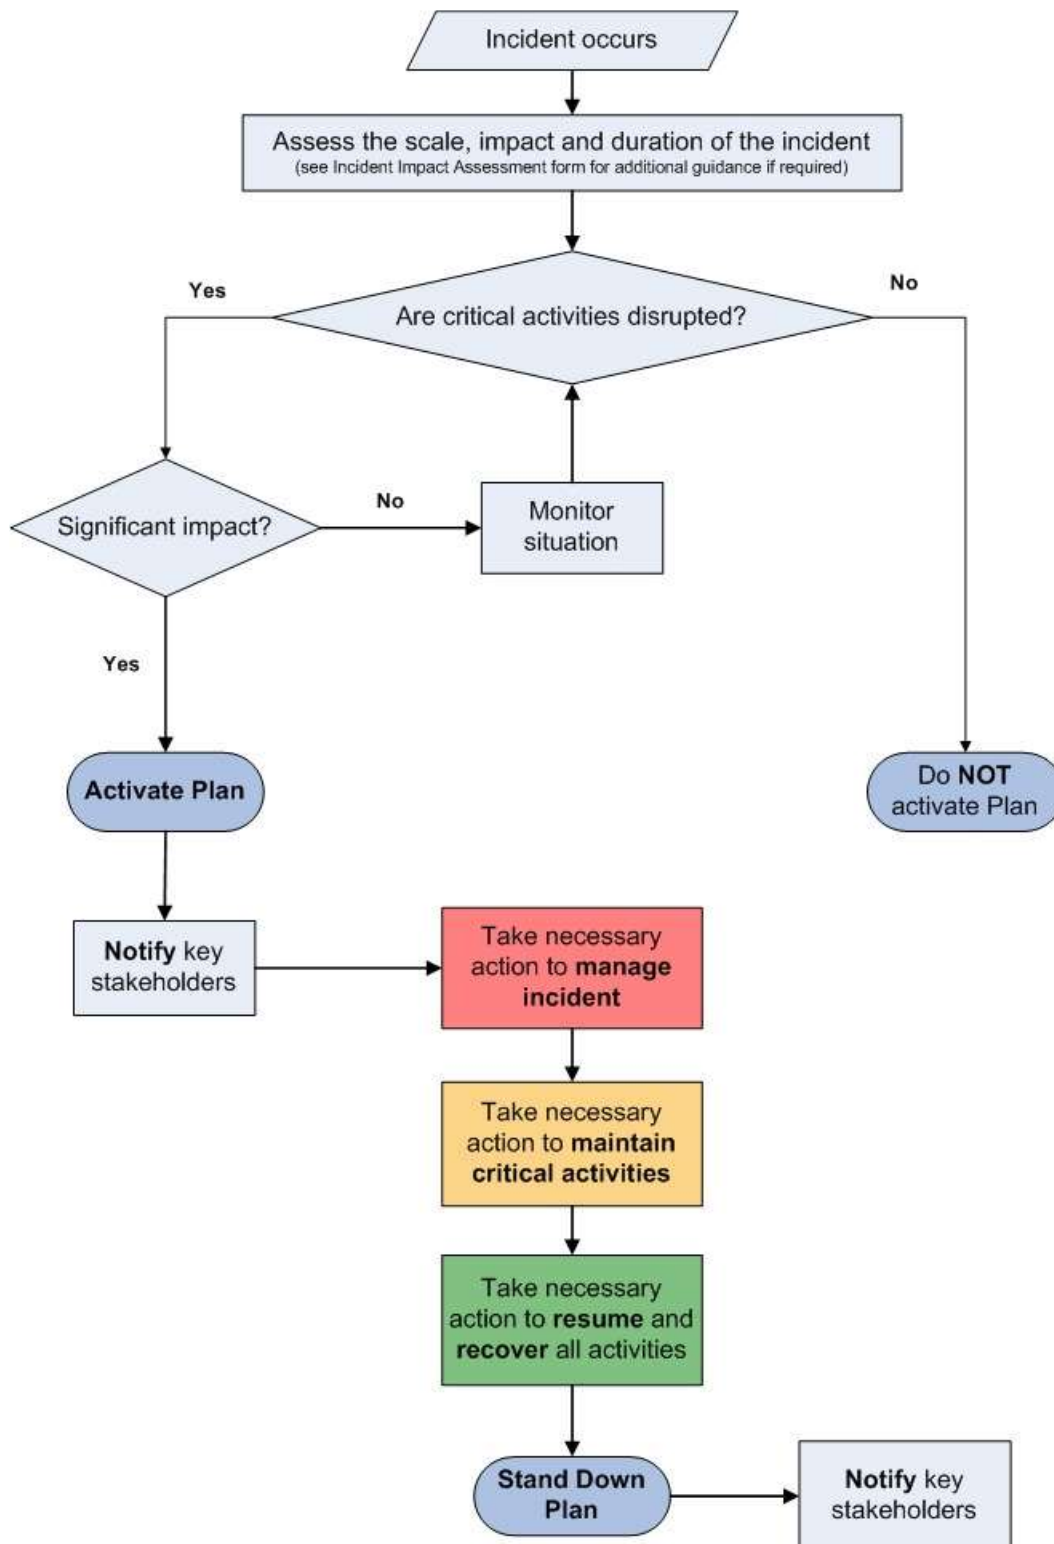 Incident occurs
Assess the scale, impact and duration of the incident
(see Incident Impact Assessment form for additional guidance if required)
Yes
No
Are critical activities disrupted?
Significant impact?
No
Monitor
situation
Yes
Activate Plan
Do NOT
activate Plan
Notify key
stakeholders
Take necessary
action to manage
incident
Take necessary
action to maintain
critical activities
Take necessary
action to resume and
recover all activities
Stand Down
Plan
Notify key
stakeholders